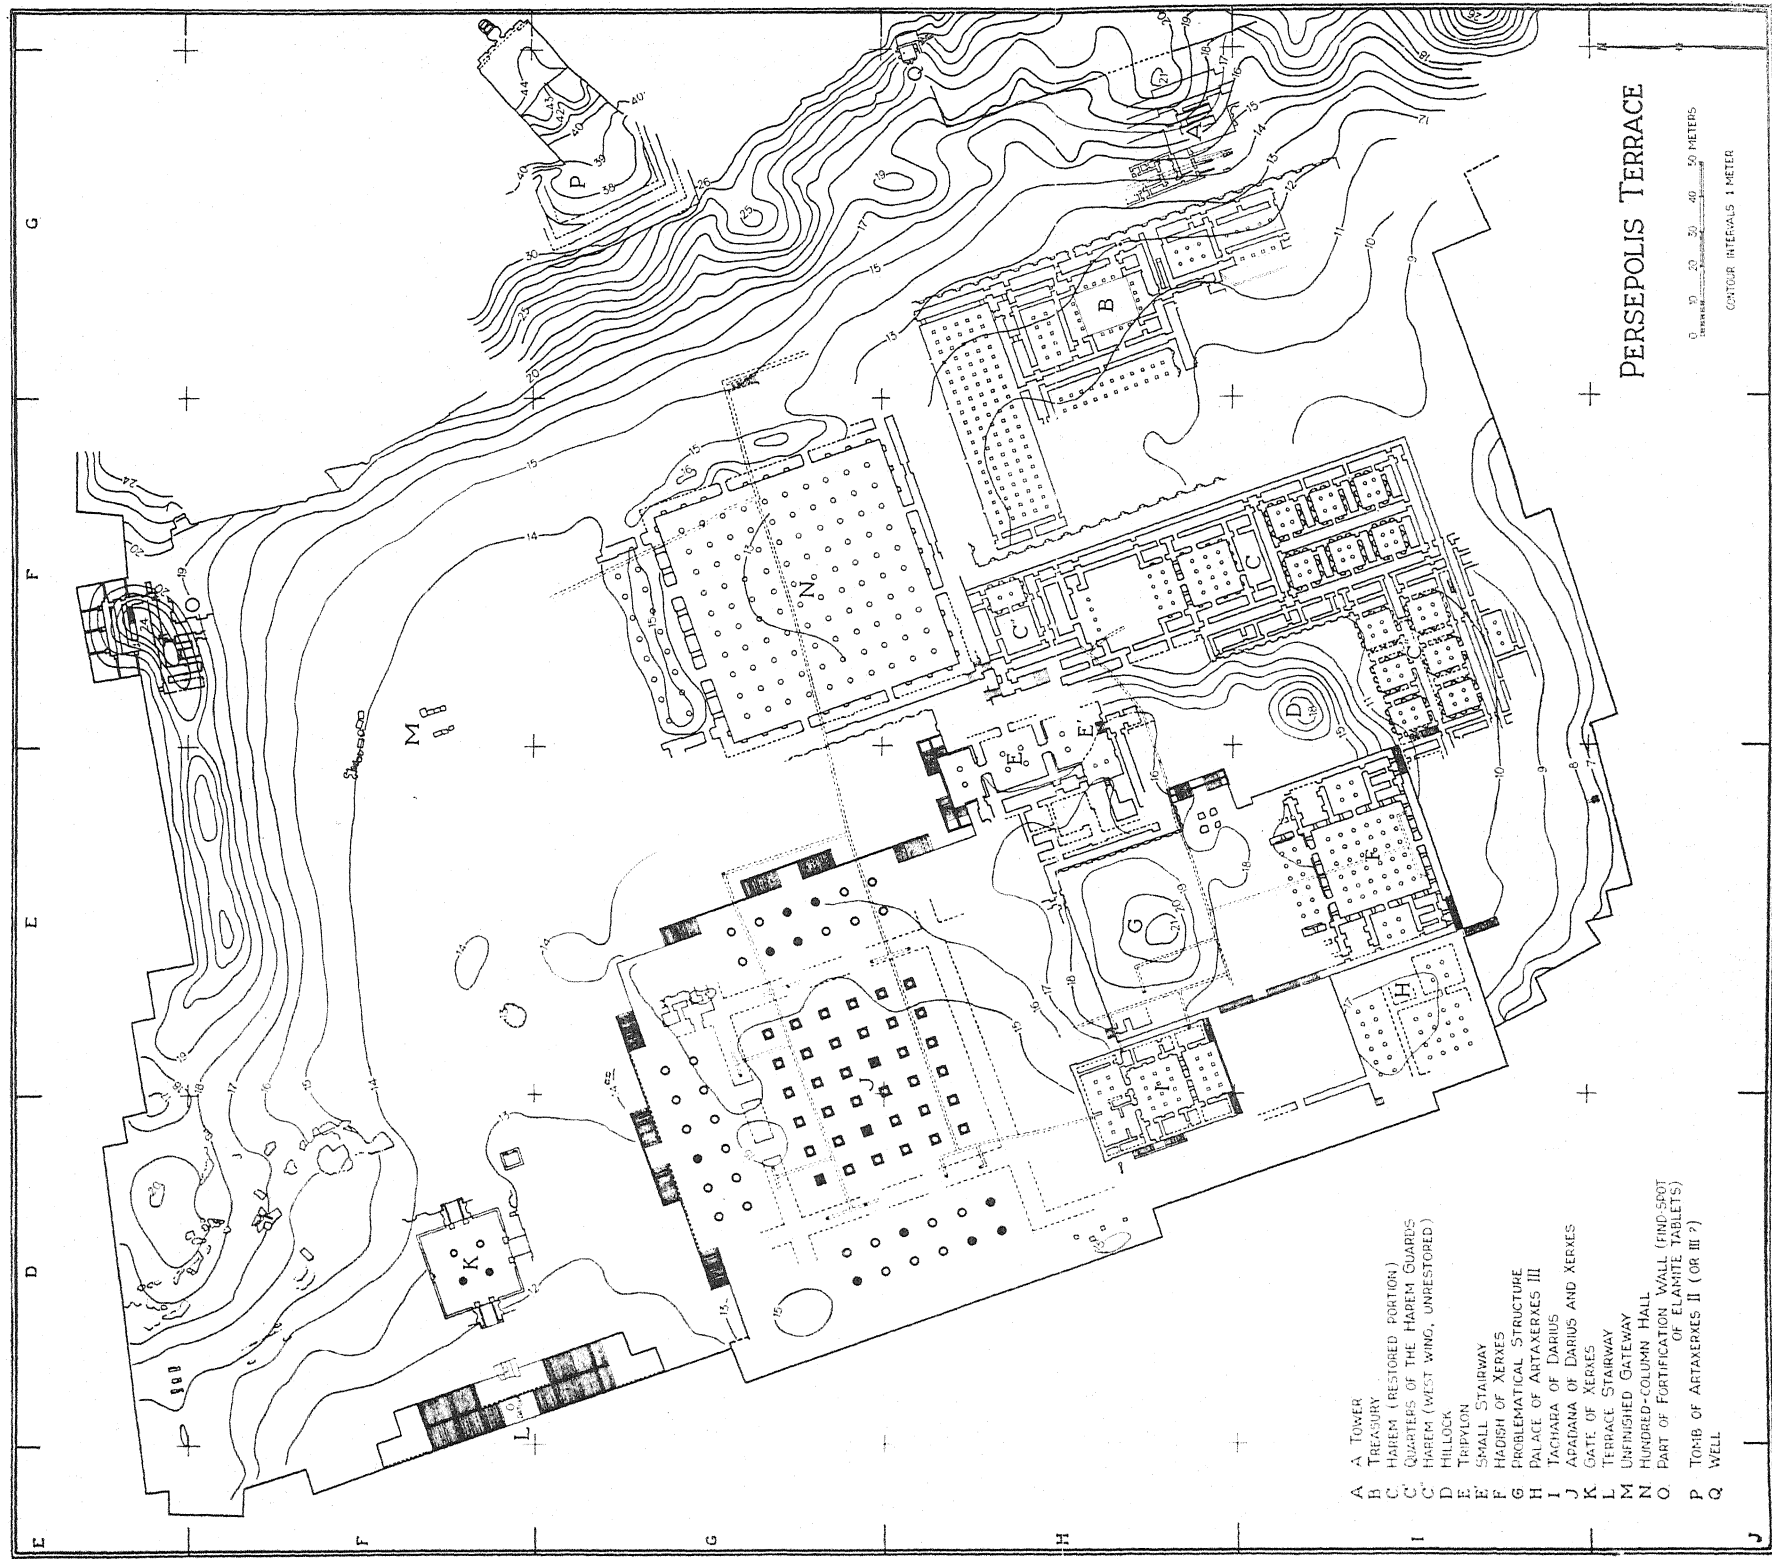 PERSEPOLIS TERRACE
0 10 20 30 40 50 METERS
CONTOUR INTERVALS 1 METER
A A TOWER
B TREASURY
C HAREM (RESTORED PORTION)
C' QUARTERS OF THE HAREM GUARDS
C" HAREM (WEST WING, UNRESTORED)
D HILLOCK
E TRIPYLON
E' SMALL STAIRWAY
F HADISH OF XERXES
G PROBLEMATICAL STRUCTURE
H PALACE OF ARTAXERXES III
I TACHARA OF DARIUS
J APADANA OF DARIUS AND XERXES
K GATE OF XERXES
L TERRACE STAIRWAY
M UNFINISHED GATEWAY
N HUNDRED-COLUMN HALL
O PART OF FORTIFICATION WALL (FIND-SPOT
OF ELAMITE TABLETS)
P TOMB OF ARTAXERXES II (OR III ?)
Q WELL
E
F
G
H
I
J
D
E
F
G
P
Q
A
B
O
M
N
C'
C
C"
D
E
E'
G
F
H
I
J
K
L